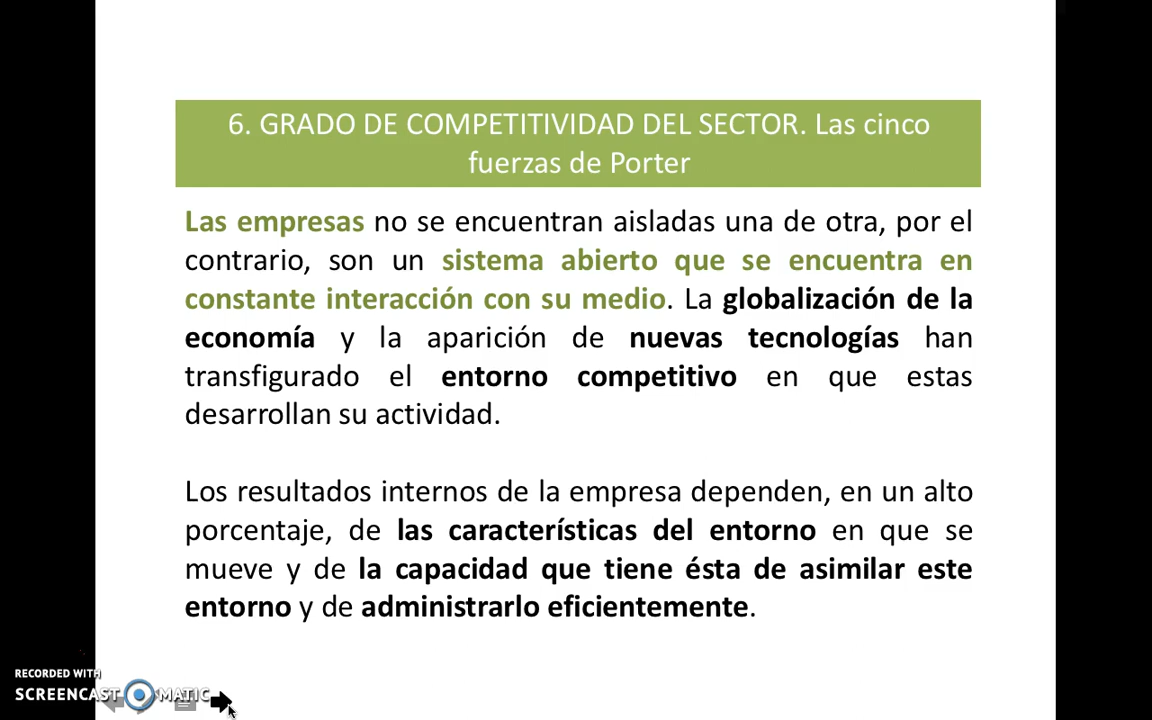 6. GRADO DE COMPETITIVIDAD DEL SECTOR. Las cinco
fuerzas de Porter
Las empresas no se encuentran aisladas una de otra, por el
contrario, son un sistema abierto que se encuentra en
constante interacción con su medio. La globalización de la
economía y la aparición de nuevas tecnologías han
transfigurado el entorno competitivo en que estas
desarrollan su actividad.
Los resultados internos de la empresa dependen, en un alto
porcentaje, de las características del entorno en que se
mueve y de la capacidad que tiene ésta de asimilar este
entorno y de administrarlo eficientemente.
RECORDED WITH
SCREENCAST MATIC